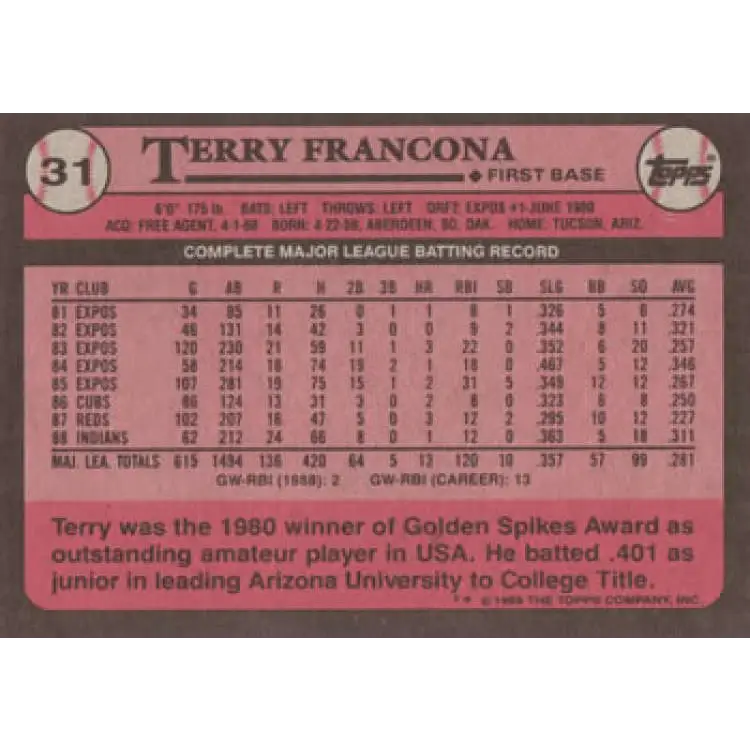 31
TERRY FRANCONA
FIRST BASE
Topps
6'0" 175 lb. BATS: LEFT THROWS: LEFT DRFT: EXPOS #1-JUNE 1980
ACQ: FREE AGENT, 4-1-88 BORN: 4-22-59, ABERDEEN, SO. DAK. HOME: TUCSON, ARIZ.
COMPLETE MAJOR LEAGUE BATTING RECORD
YR CLUB G AB R H 2B 3B HR RBI SB SLG BB SO AVG
81 EXPOS 34 95 11 26 0 1 1 8 1 .326 5 6 .274
82 EXPOS 46 131 14 42 3 0 0 9 2 .344 8 11 .321
83 EXPOS 120 230 21 59 11 1 3 22 0 .352 6 20 .257
84 EXPOS 58 214 18 74 19 2 1 18 0 .467 5 12 .346
85 EXPOS 107 281 19 75 15 1 2 31 5 .349 12 12 .267
86 CUBS 86 124 13 31 3 0 2 8 0 .323 6 8 .250
87 REDS 102 207 16 47 5 0 3 12 2 .295 10 12 .227
88 INDIANS 62 212 24 66 8 0 1 12 0 .363 5 18 .311
MAJ. LEA. TOTALS 615 1494 136 420 64 5 13 120 10 .357 57 99 .281
GW-RBI (1988): 2 GW-RBI (CAREER): 13
Terry was the 1980 winner of Golden Spikes Award as
outstanding amateur player in USA. He batted .401 as
junior in leading Arizona University to College Title.
** © 1989 THE TOPPS COMPANY, INC.